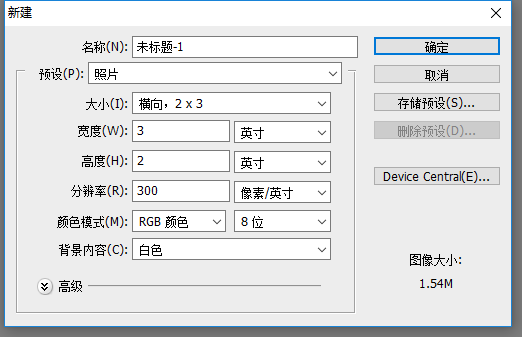 新建
名称(N): 未标题-1
确定
预设(P): 照片
取消
大小(I): 横向，2 x 3
存储预设(S)...
宽度(W): 3 英寸
删除预设(D)...
高度(H): 2 英寸
分辨率(R): 300 像素/英寸
Device Central(E)...
颜色模式(M): RGB 颜色 8 位
背景内容(C): 白色
图像大小:
高级
1.54M